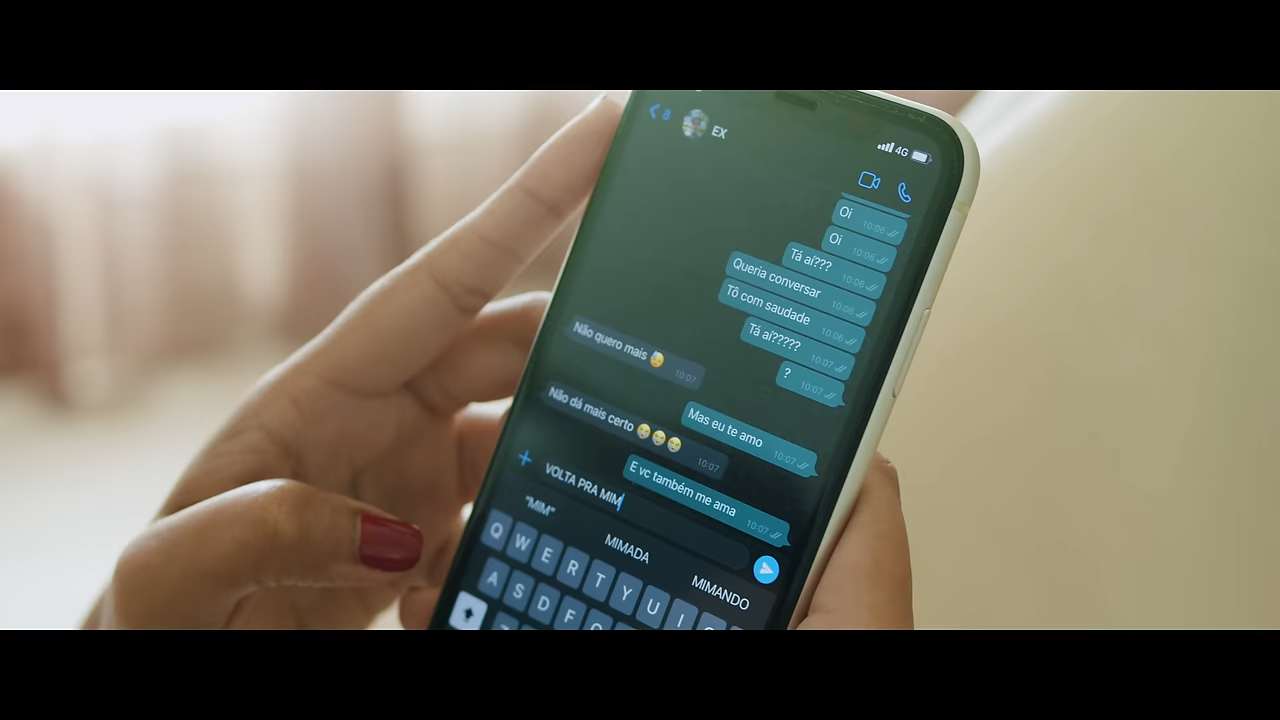 8 EX
4G
Oi 10:06
Oi 10:06
Tá aí??? 10:06
Queria conversar 10:06
Tô com saudade 10:06
Tá aí????? 10:07
? 10:07
Não quero mais 😥 10:07
Mas eu te amo 10:07
Não dá mais certo 😂😂😂 10:07
E vc também me ama 10:07
VOLTA PRA MIM
"MIM" MIMADA MIMANDO
Q W E R T Y U I
A S D F